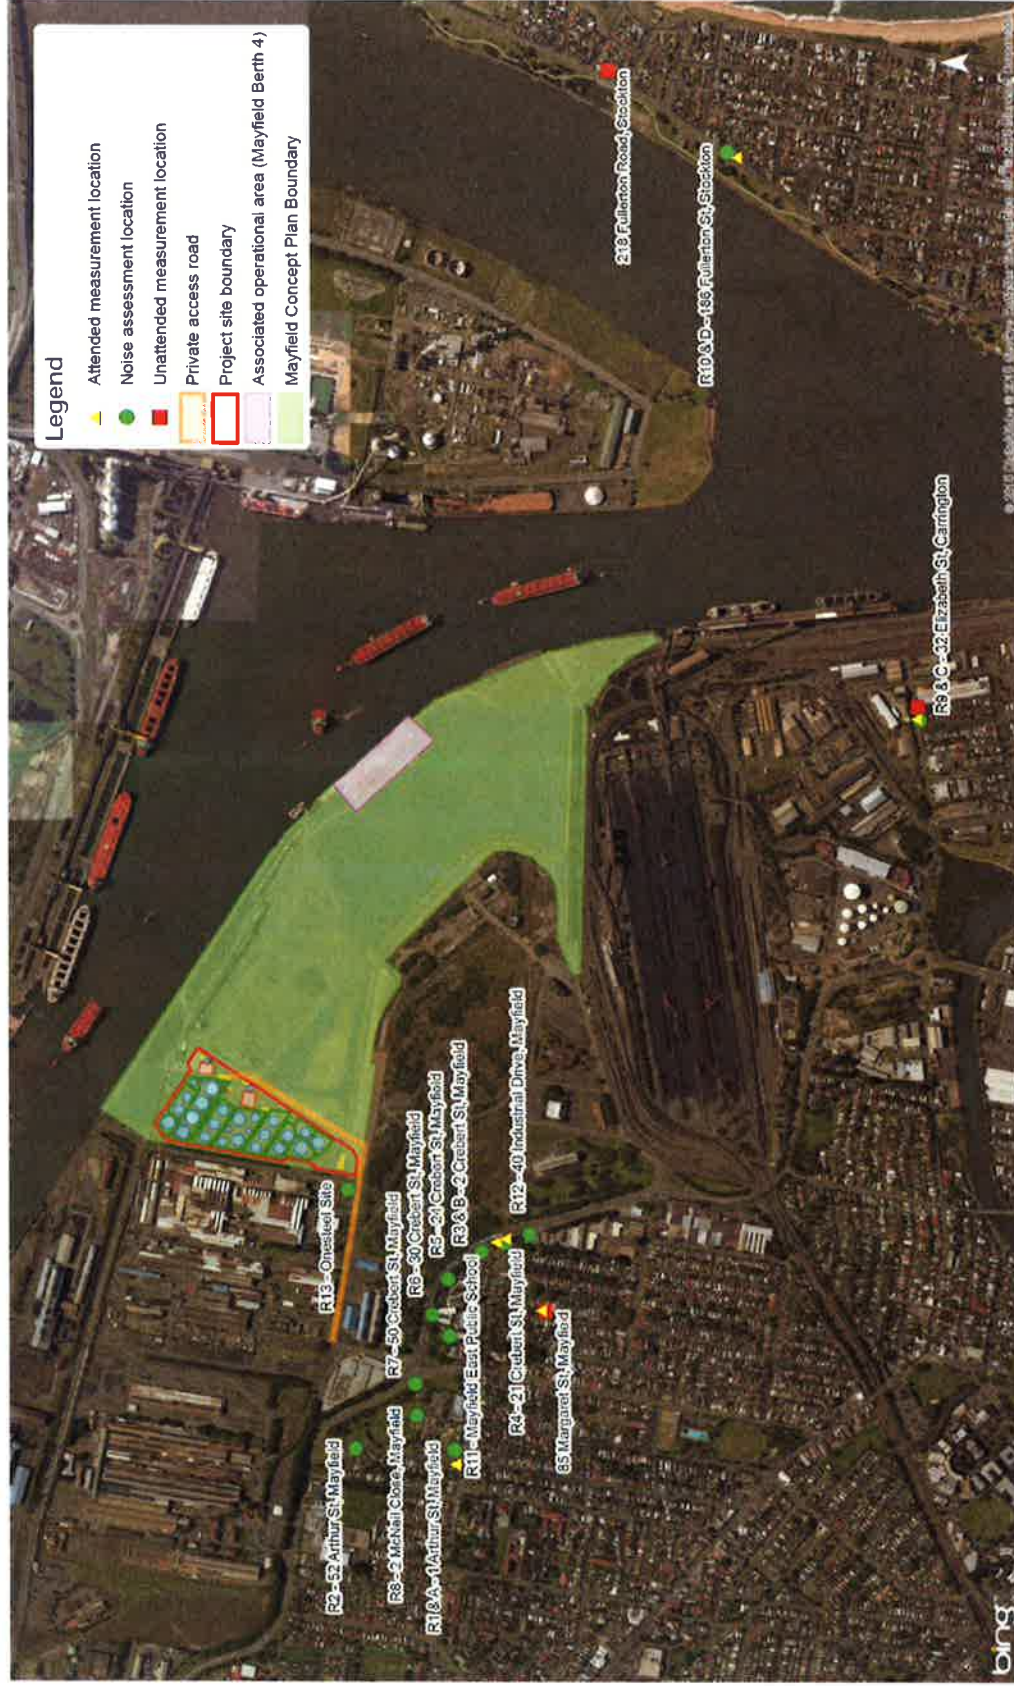 Legend
Attended measurement location
Noise assessment location
Unattended measurement location
Private access road
Project site boundary
Associated operational area (Mayfield Berth 4)
Mayfield Concept Plan Boundary
R2 - 52 Arthur St, Mayfield
R8 - 2 McNeil Close, Mayfield
R1 & A - 1 Arthur St, Mayfield
R13 - Onesteel Site
R7 - 50 Crebert St, Mayfield
R6 - 30 Crebert St, Mayfield
R5 - 24 Crebert St, Mayfield
R3 & B - 2 Crebert St, Mayfield
R11 - Mayfield East Public School
R4 - 21 Crebert St, Mayfield
R12 - 40 Industrial Drive, Mayfield
85 Margaret St, Mayfield
R9 & C - 32 Elizabeth St, Carrington
R10 & D - 186 Fullerton St, Stockton
218 Fullerton Road, Stockton
bing